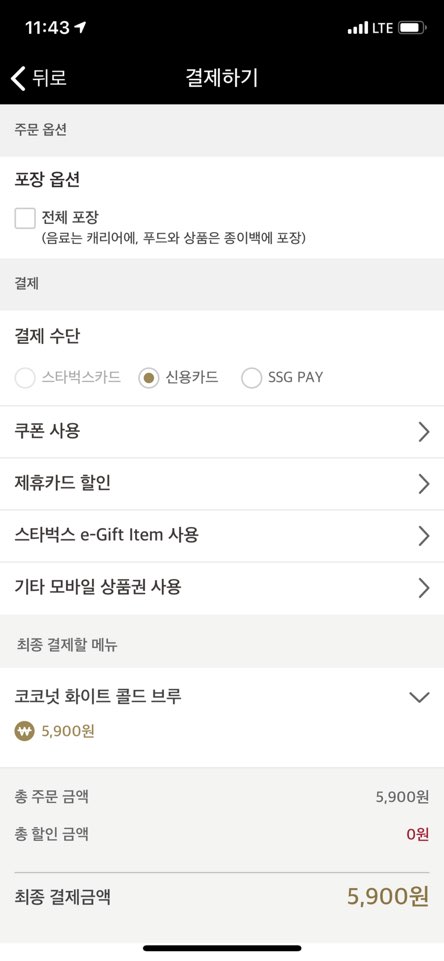 11:43 LTE
뒤로 결제하기
주문 옵션
포장 옵션
전체 포장
(음료는 캐리어에, 푸드와 상품은 종이백에 포장)
결제
결제 수단
스타벅스카드 신용카드 SSG PAY
쿠폰 사용
제휴카드 할인
스타벅스 e-Gift Item 사용
기타 모바일 상품권 사용
최종 결제할 메뉴
코코넛 화이트 콜드 브루
₩ 5,900원
총 주문 금액 5,900원
총 할인 금액 0원
최종 결제금액 5,900원